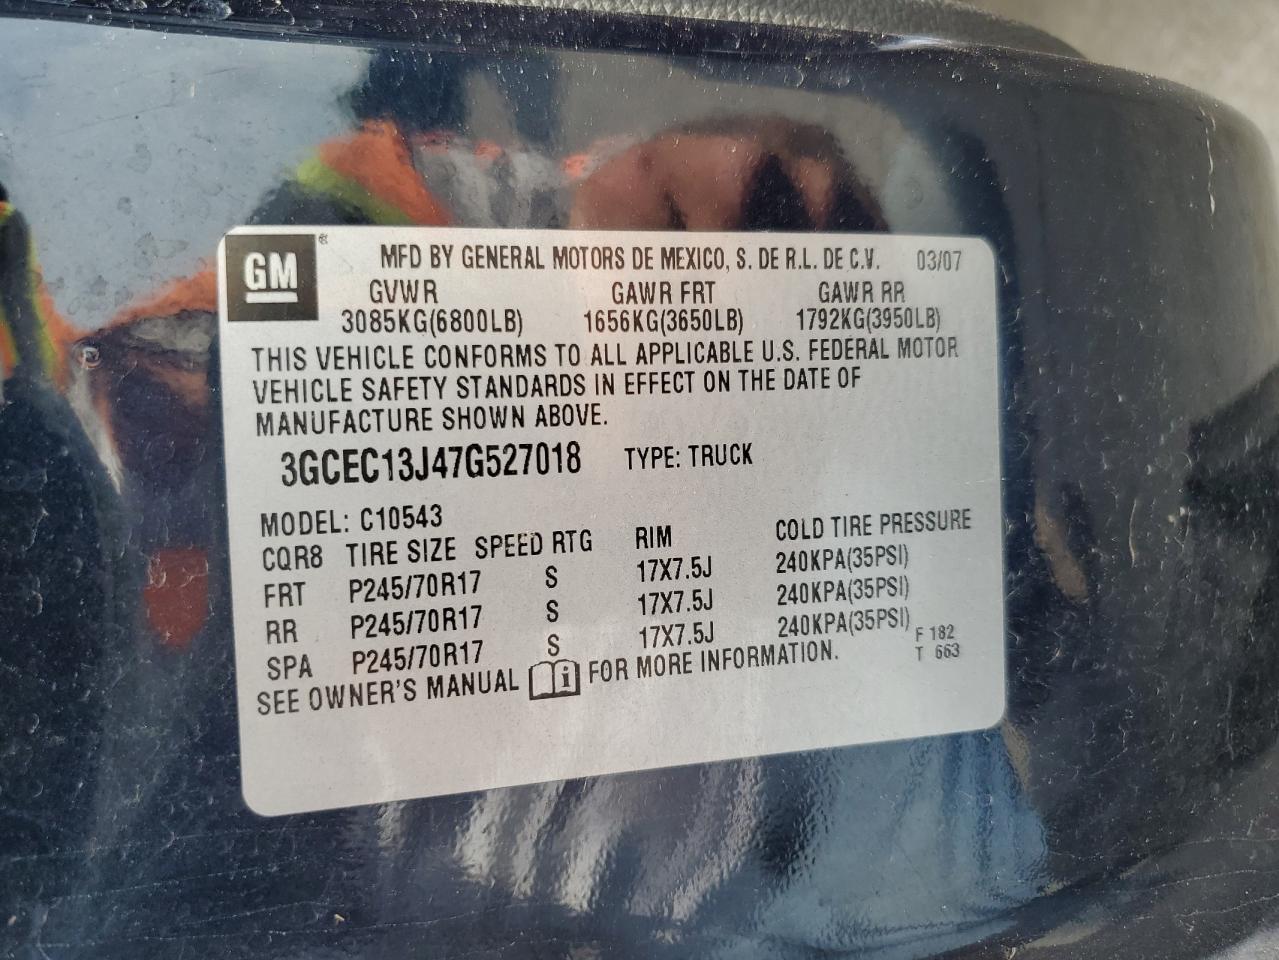 GM ® MFD BY GENERAL MOTORS DE MEXICO, S. DE R.L. DE C.V. 03/07
GVWR GAWR FRT GAWR RR
3085KG(6800LB) 1656KG(3650LB) 1792KG(3950LB)
THIS VEHICLE CONFORMS TO ALL APPLICABLE U.S. FEDERAL MOTOR
VEHICLE SAFETY STANDARDS IN EFFECT ON THE DATE OF
MANUFACTURE SHOWN ABOVE.
3GCEC13J47G527018 TYPE: TRUCK
MODEL: C10543
CQR8 TIRE SIZE SPEED RTG RIM COLD TIRE PRESSURE
FRT P245/70R17 S 17X7.5J 240KPA(35PSI)
RR P245/70R17 S 17X7.5J 240KPA(35PSI)
SPA P245/70R17 S 17X7.5J 240KPA(35PSI)
SEE OWNER'S MANUAL i FOR MORE INFORMATION.
F 182
T 663